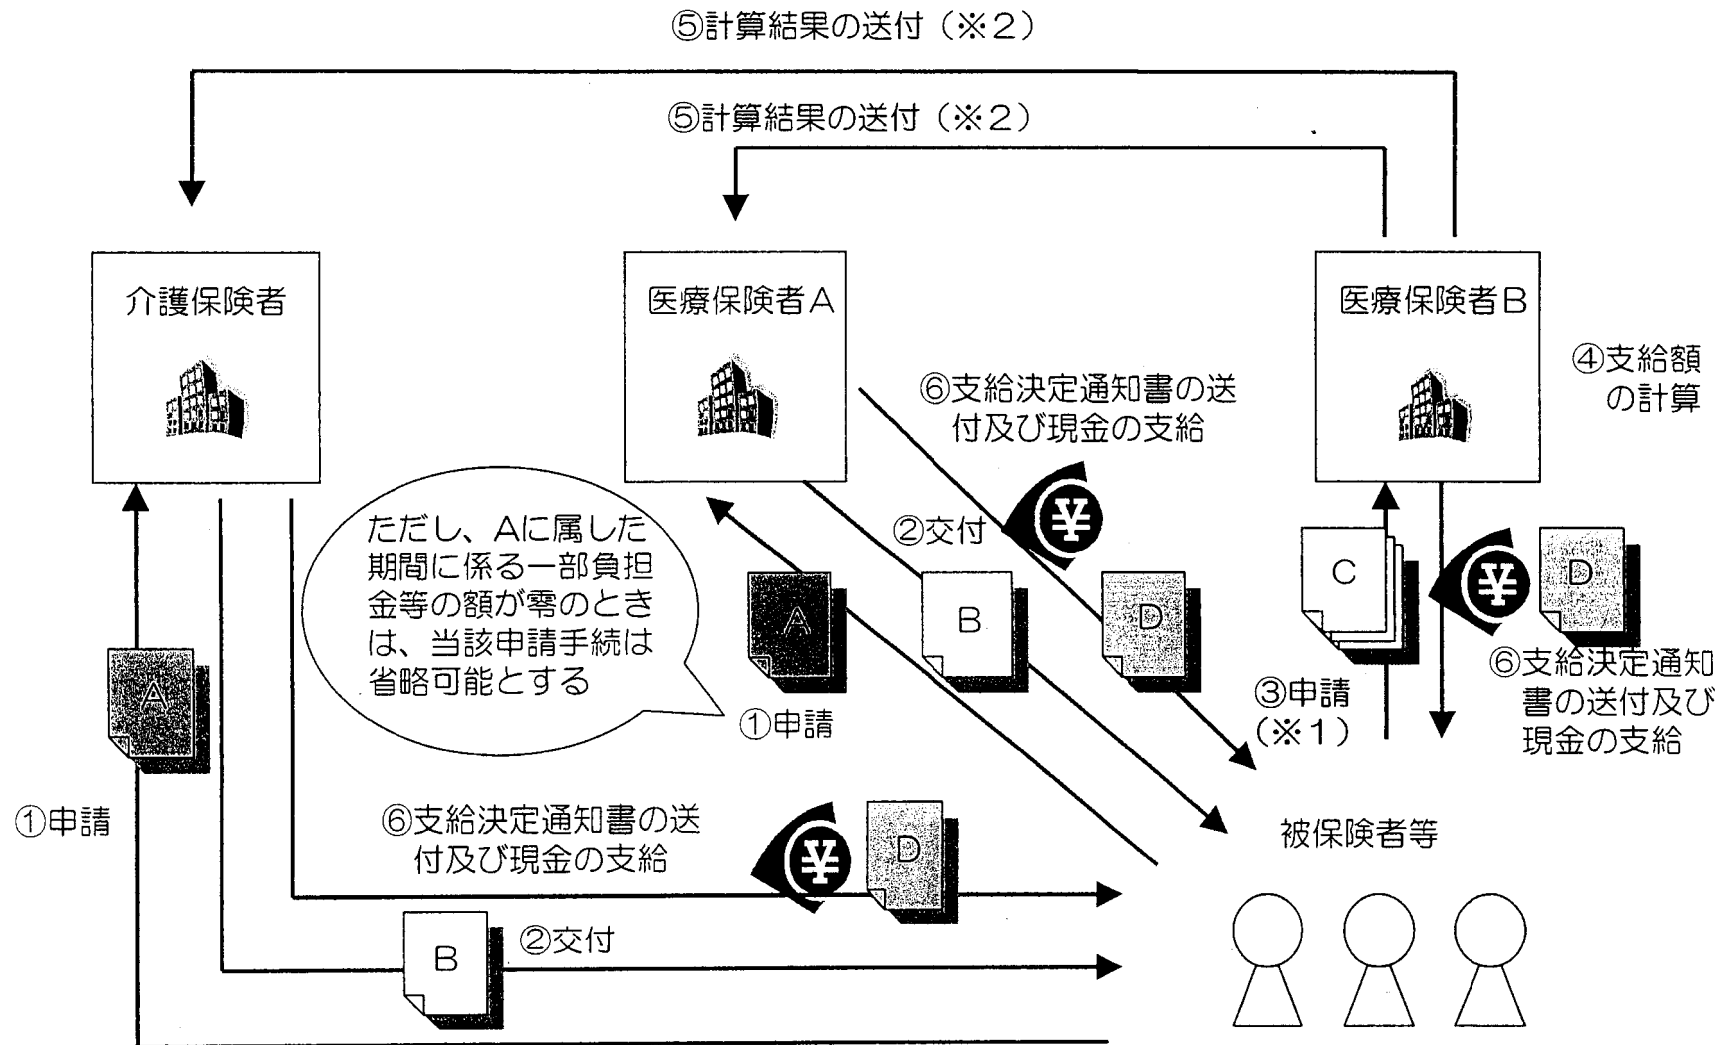 ⑤計算結果の送付（※２）
⑤計算結果の送付（※２）
介護保険者
医療保険者Ａ
医療保険者Ｂ
④支給額
の計算
⑥支給決定通知書の送
付及び現金の支給
ただし、Ａに属した
期間に係る一部負担
金等の額が零のとき
は、当該申請手続は
省略可能とする
②交付
¥
A
B
D
①申請
C
③申請
（※１）
¥
D
⑥支給決定通知
書の送付及び
現金の支給
A
①申請
⑥支給決定通知書の送
付及び現金の支給
¥
D
被保険者等
B
②交付